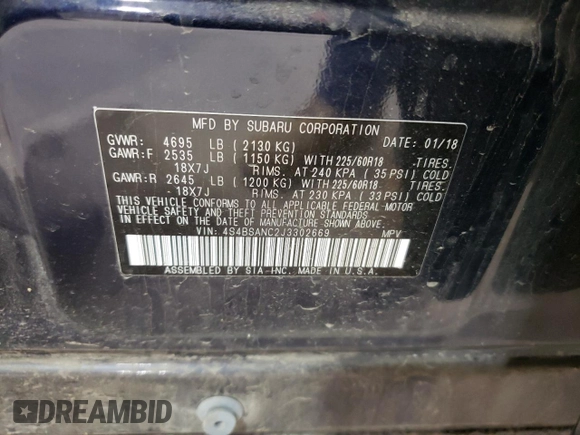 MFD BY SUBARU CORPORATION
GVWR: 4695 LB ( 2130 KG) DATE: 01/18
GAWR:F 2535 LB ( 1150 KG) WITH 225/60R18 TIRES.
18X7J RIMS. AT 240 KPA ( 35 PSI) COLD
GAWR:R 2645 LB ( 1200 KG) WITH 225/60R18 TIRES.
18X7J RIMS. AT 230 KPA ( 33 PSI) COLD
THIS VEHICLE CONFORMS TO ALL APPLICABLE FEDERAL MOTOR
VEHICLE SAFETY AND THEFT PREVENTION STANDARDS
IN EFFECT ON THE DATE OF MANUFACTURE SHOWN ABOVE.
VIN: 4S4BSANC2J3302669 MPV
ASSEMBLED BY SIA INC. IN U.S.A.
DREAMBID